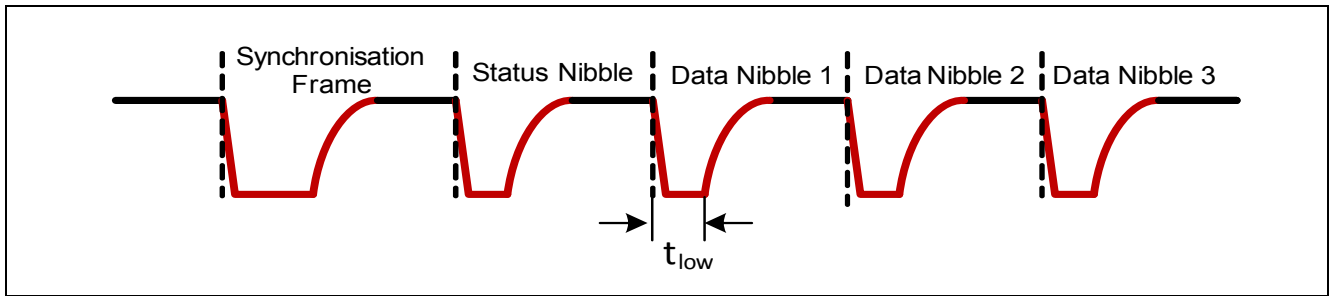 Synchronisation
Frame
Status Nibble
Data Nibble 1
Data Nibble 2
Data Nibble 3
tlow